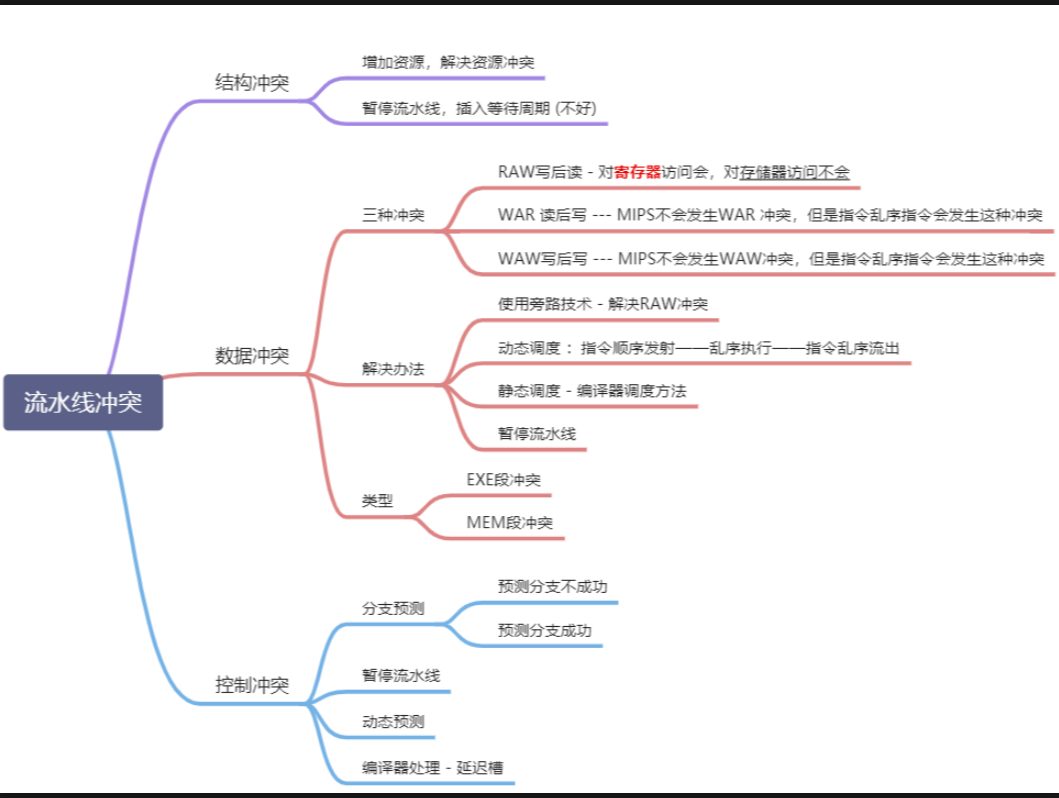 流水线冲突
结构冲突
增加资源，解决资源冲突
暂停流水线，插入等待周期 (不好)
数据冲突
三种冲突
RAW写后读 - 对寄存器访问会，对存储器访问不会
WAR 读后写 --- MIPS不会发生WAR 冲突，但是指令乱序指令会发生这种冲突
WAW写后写 --- MIPS不会发生WAW冲突，但是指令乱序指令会发生这种冲突
解决办法
使用旁路技术 - 解决RAW冲突
动态调度 ：指令顺序发射——乱序执行——指令乱序流出
静态调度 - 编译器调度方法
暂停流水线
类型
EXE段冲突
MEM段冲突
控制冲突
分支预测
预测分支不成功
预测分支成功
暂停流水线
动态预测
编译器处理 - 延迟槽